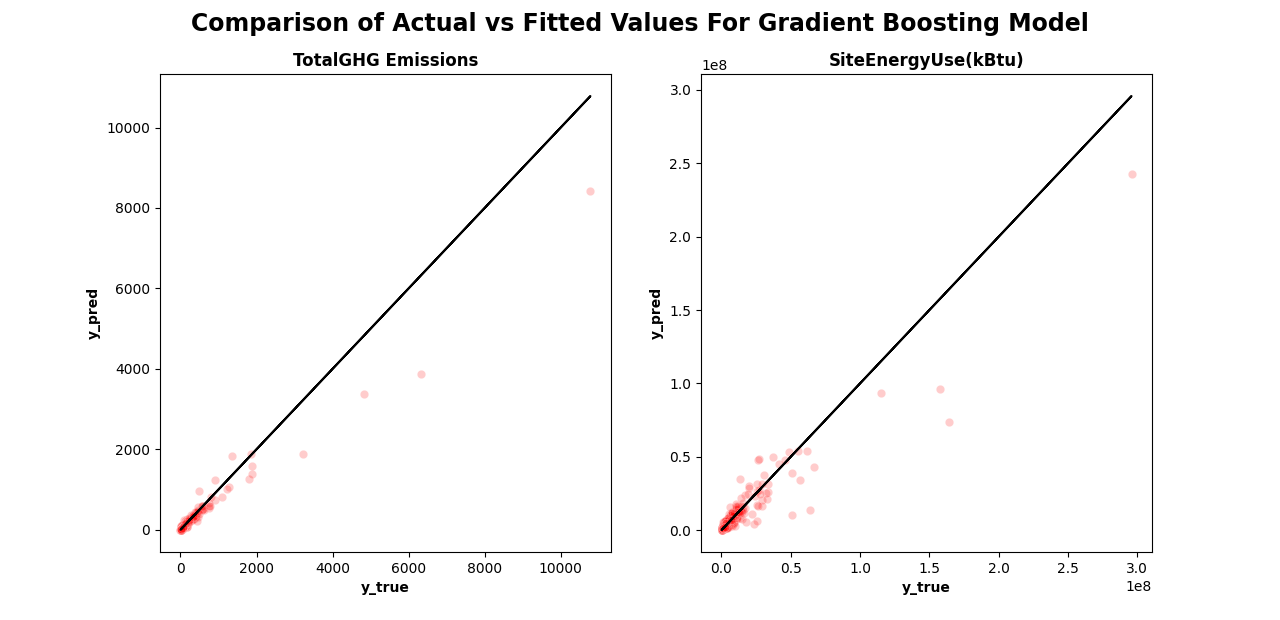 Comparison of Actual vs Fitted Values For Gradient Boosting Model
TotalGHG Emissions
10000
8000
6000
4000
2000
0
y_pred
0 2000 4000 6000 8000 10000
y_true
SiteEnergyUse(kBtu)
1e8
3.0
2.5
2.0
1.5
1.0
0.5
0.0
y_pred
0.0 0.5 1.0 1.5 2.0 2.5 3.0
1e8
y_true